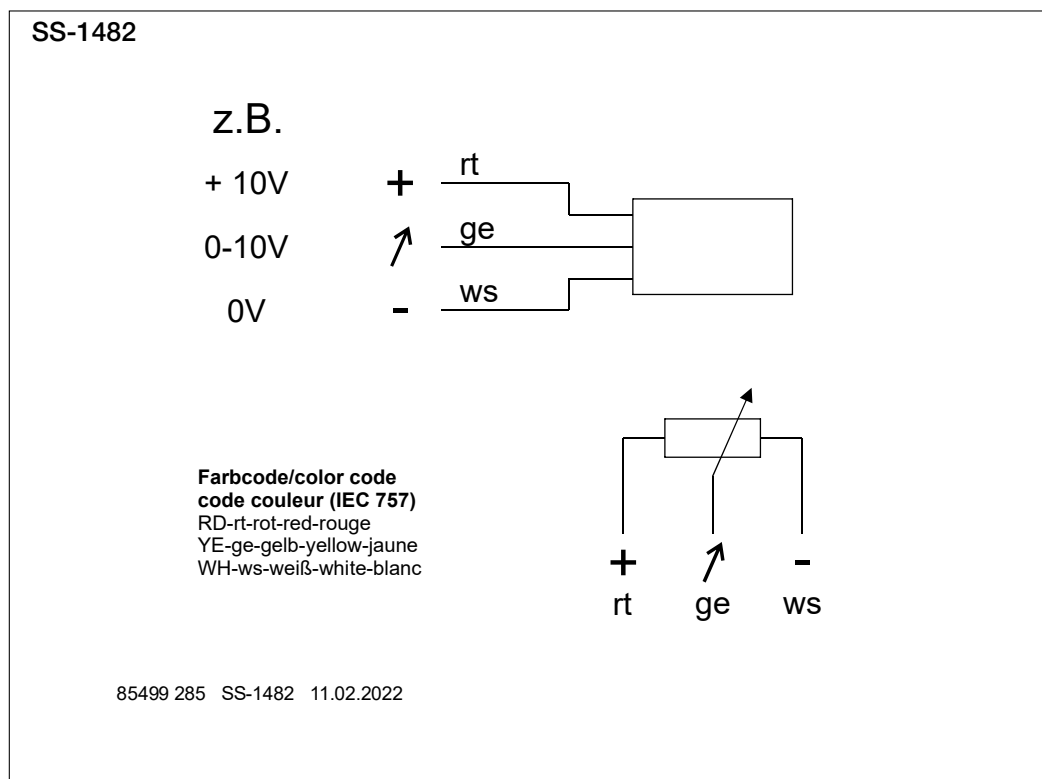 SS-1482
z.B.
+ 10V + rt
0-10V ge
0V - ws
Farbcode/color code
code couleur (IEC 757)
RD-rt-rot-red-rouge
YE-ge-gelb-yellow-jaune
WH-ws-weiß-white-blanc
+ -
rt ge ws
85499 285 SS-1482 11.02.2022